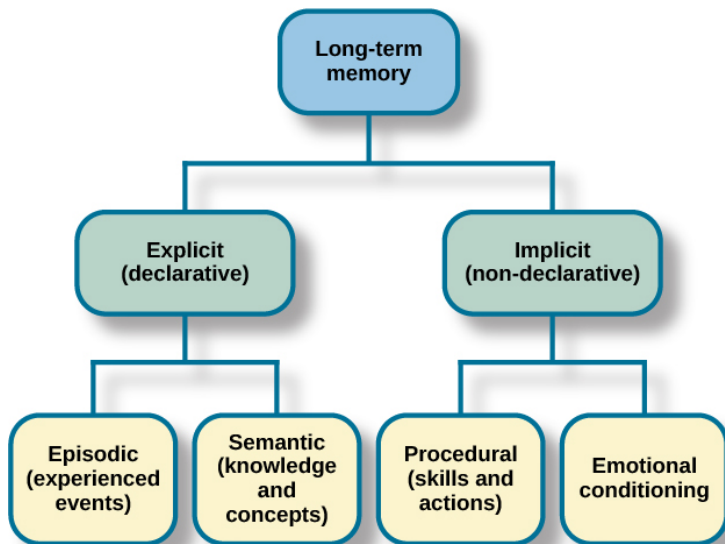 Long-term
memory
Explicit
(declarative)
Implicit
(non-declarative)
Episodic
(experienced
events)
Semantic
(knowledge
and
concepts)
Procedural
(skills and
actions)
Emotional
conditioning